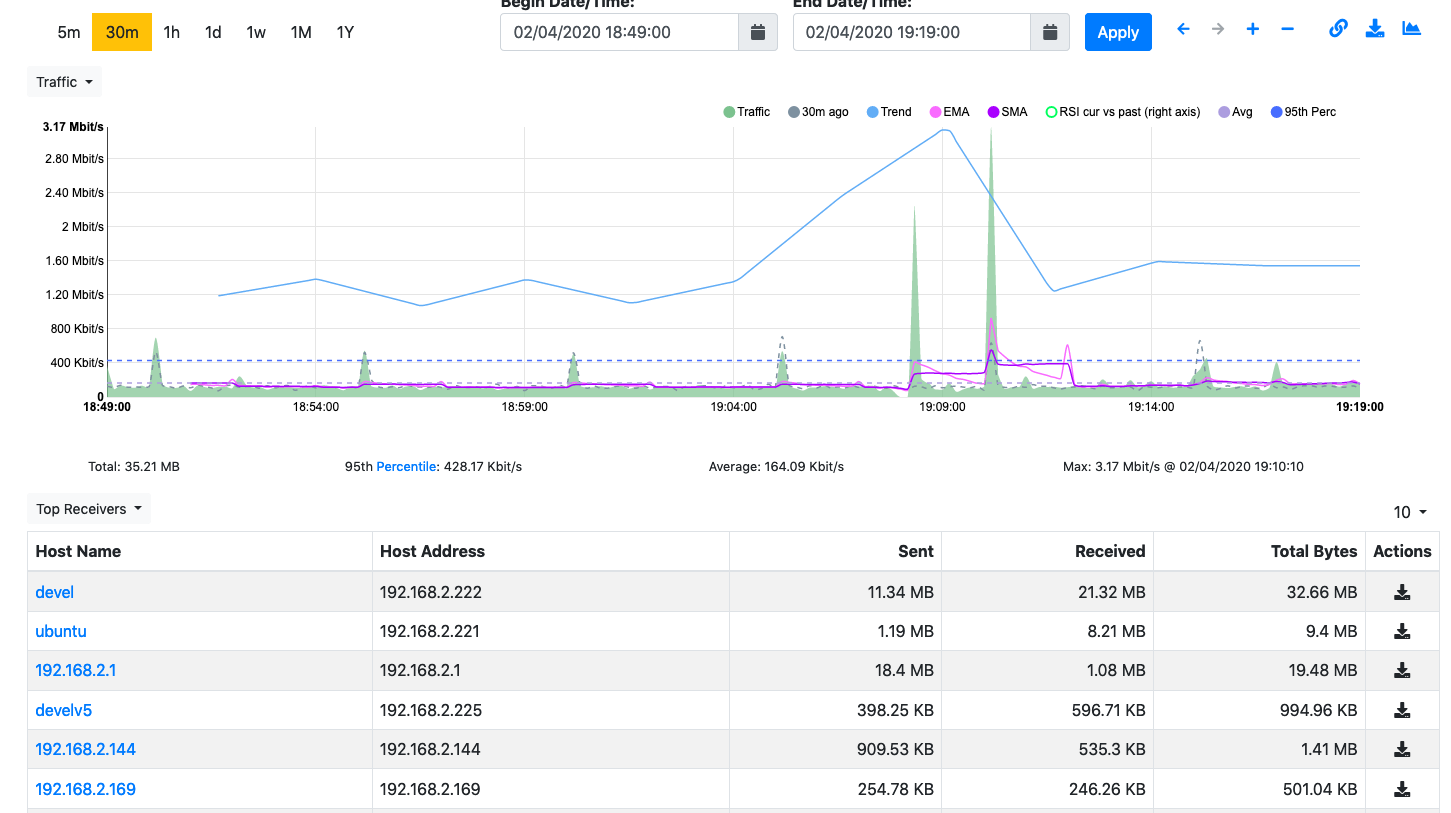 Begin Date/Time: End Date/Time:
5m 30m 1h 1d 1w 1M 1Y 02/04/2020 18:49:00 02/04/2020 19:19:00 Apply
Traffic
Traffic 30m ago Trend EMA SMA RSI cur vs past (right axis) Avg 95th Perc
3.17 Mbit/s
2.80 Mbit/s
2.40 Mbit/s
2 Mbit/s
1.60 Mbit/s
1.20 Mbit/s
800 Kbit/s
400 Kbit/s
0
18:49:00 18:54:00 18:59:00 19:04:00 19:09:00 19:14:00 19:19:00
Total: 35.21 MB 95th Percentile: 428.17 Kbit/s Average: 164.09 Kbit/s Max: 3.17 Mbit/s @ 02/04/2020 19:10:10
Top Receivers 10
Host Name Host Address Sent Received Total Bytes Actions
devel 192.168.2.222 11.34 MB 21.32 MB 32.66 MB
ubuntu 192.168.2.221 1.19 MB 8.21 MB 9.4 MB
192.168.2.1 192.168.2.1 18.4 MB 1.08 MB 19.48 MB
develv5 192.168.2.225 398.25 KB 596.71 KB 994.96 KB
192.168.2.144 192.168.2.144 909.53 KB 535.3 KB 1.41 MB
192.168.2.169 192.168.2.169 254.78 KB 246.26 KB 501.04 KB